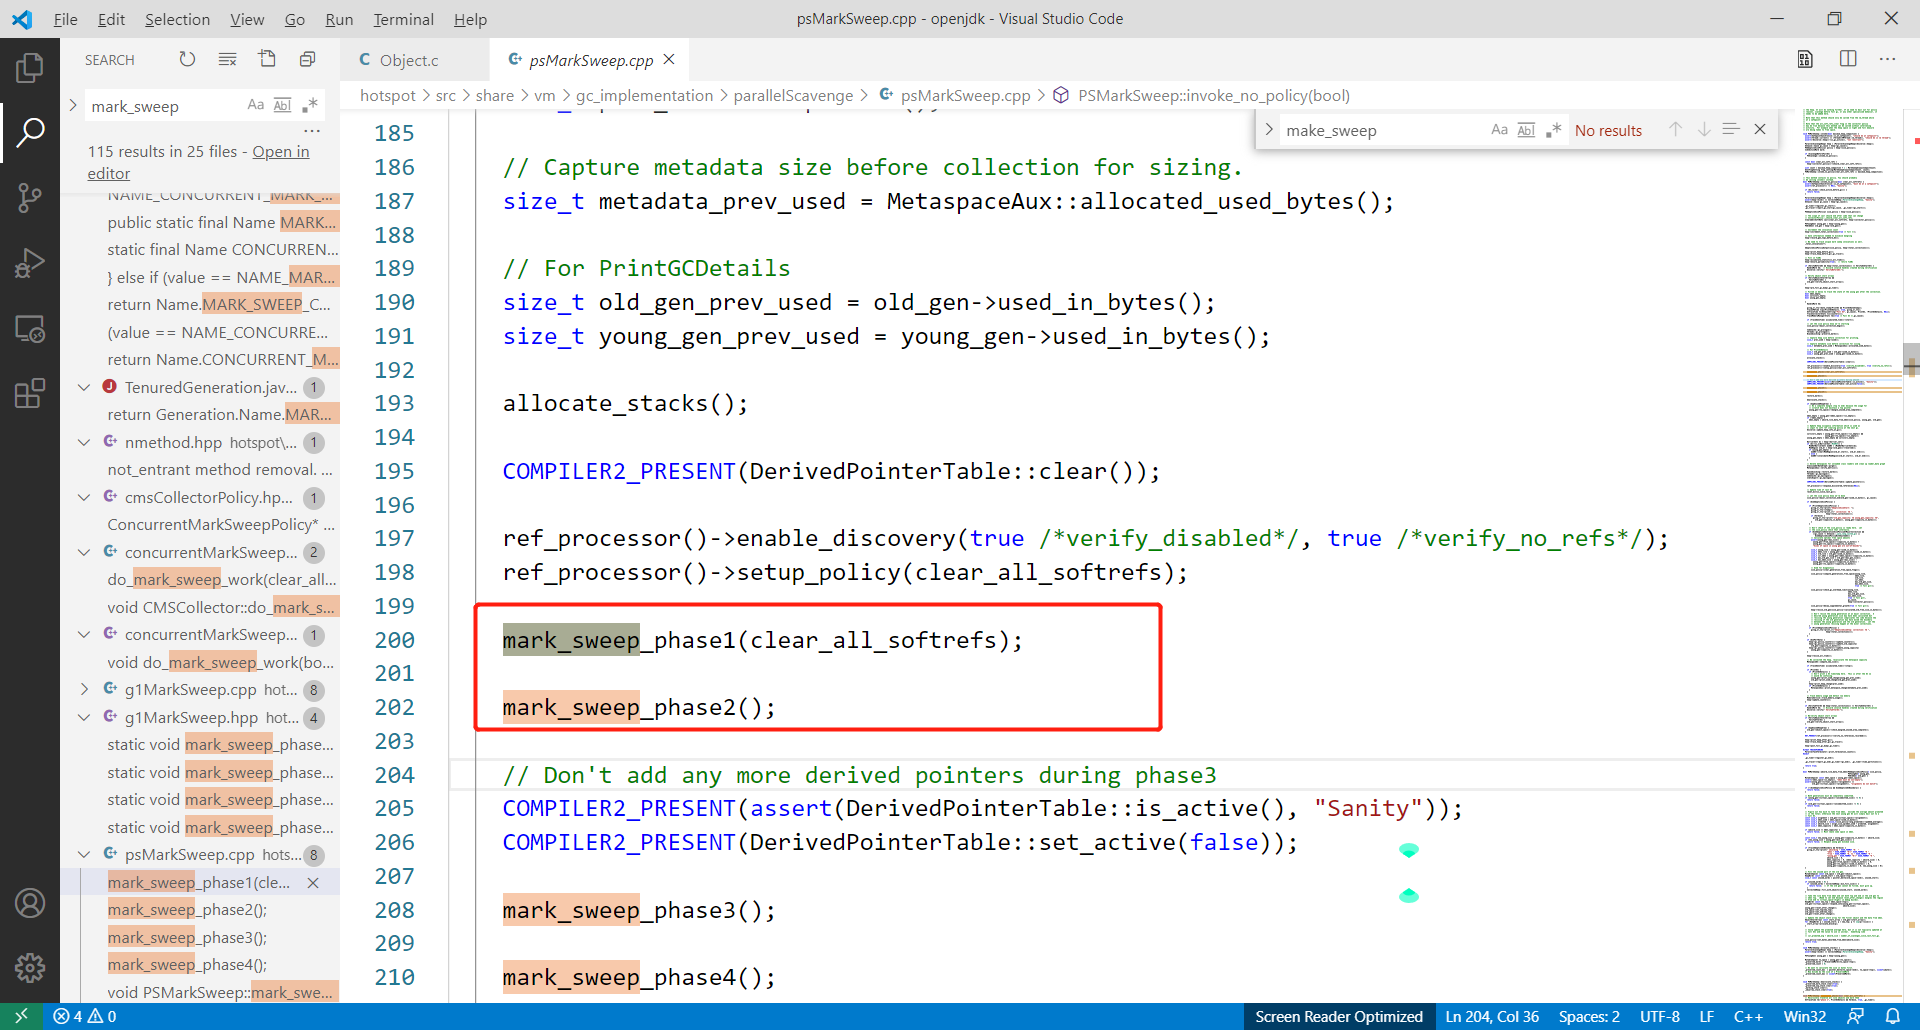 File Edit Selection View Go Run Terminal Help
psMarkSweep.cpp - openjdk - Visual Studio Code
SEARCH
mark_sweep
Aa Abl .*
115 results in 25 files - Open in
editor
NAME_CONCURRENT_MARK_...
public static final Name MARK...
static final Name CONCURREN...
} else if (value == NAME_MAR...
return Name.MARK_SWEEP_C...
(value == NAME_CONCURRE...
return Name.CONCURRENT_M...
TenuredGeneration.jav... 1
return Generation.Name.MAR...
nmethod.hpp hotspot\... 1
not_entrant method removal. ...
cmsCollectorPolicy.hp... 1
ConcurrentMarkSweepPolicy* ...
concurrentMarkSweep... 2
do_mark_sweep_work(clear_all...
void CMSCollector::do_mark_s...
concurrentMarkSweep... 1
void do_mark_sweep_work(bo...
g1MarkSweep.cpp hot... 8
g1MarkSweep.hpp hot... 4
static void mark_sweep_phase...
static void mark_sweep_phase...
static void mark_sweep_phase...
static void mark_sweep_phase...
psMarkSweep.cpp hots... 8
mark_sweep_phase1(cle...
mark_sweep_phase2();
mark_sweep_phase3();
mark_sweep_phase4();
void PSMarkSweep::mark_swe...
C Object.c
psMarkSweep.cpp
hotspot > src > share > vm > gc_implementation > parallelScavenge > psMarkSweep.cpp > PSMarkSweep::invoke_no_policy(bool)
make_sweep Aa Abl .* No results
185
186 // Capture metadata size before collection for sizing.
187 size_t metadata_prev_used = MetaspaceAux::allocated_used_bytes();
188
189 // For PrintGCDetails
190 size_t old_gen_prev_used = old_gen->used_in_bytes();
191 size_t young_gen_prev_used = young_gen->used_in_bytes();
192
193 allocate_stacks();
194
195 COMPILER2_PRESENT(DerivedPointerTable::clear());
196
197 ref_processor()->enable_discovery(true /*verify_disabled*/, true /*verify_no_refs*/);
198 ref_processor()->setup_policy(clear_all_softrefs);
199
200 mark_sweep_phase1(clear_all_softrefs);
201
202 mark_sweep_phase2();
203
204 // Don't add any more derived pointers during phase3
205 COMPILER2_PRESENT(assert(DerivedPointerTable::is_active(), "Sanity"));
206 COMPILER2_PRESENT(DerivedPointerTable::set_active(false));
207
208 mark_sweep_phase3();
209
210 mark_sweep_phase4();
4 0
Screen Reader Optimized Ln 204, Col 36 Spaces: 2 UTF-8 LF C++ Win32